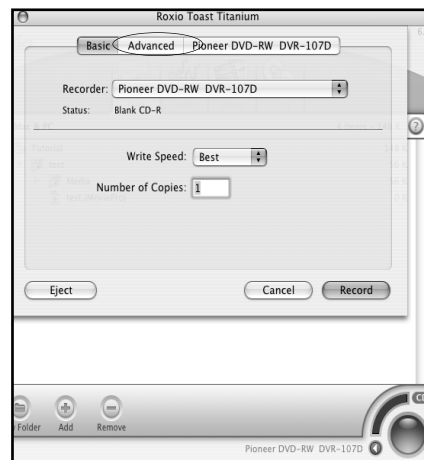 Roxio Toast Titanium
Basic Advanced Pioneer DVD-RW DVR-107D
Recorder: Pioneer DVD-RW DVR-107D
Status: Blank CD-R
Write Speed: Best
Number of Copies: 1
Eject Cancel Record
Folder Add Remove
Pioneer DVD-RW DVR-107D